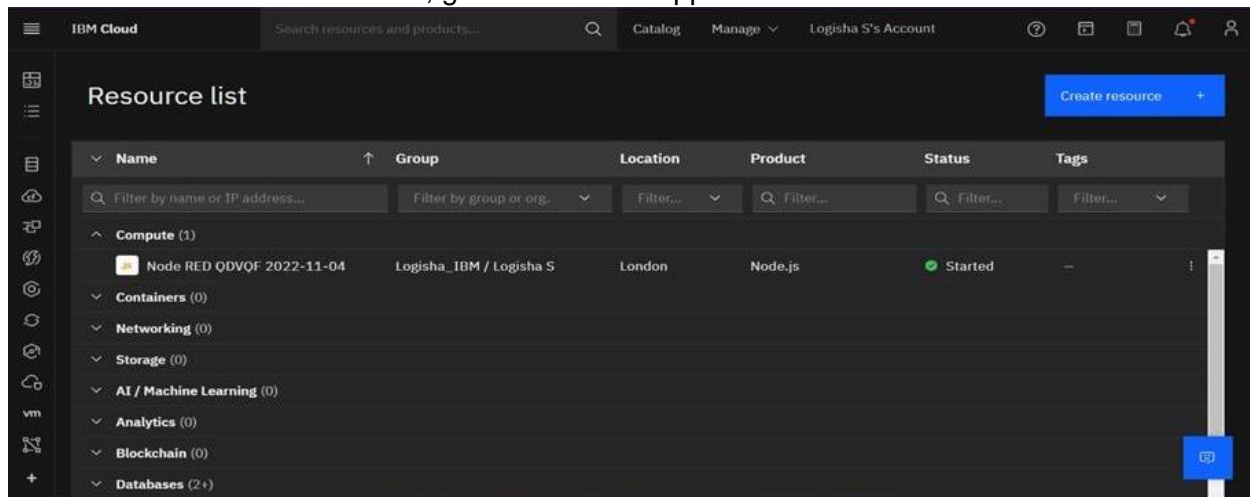 IBM Cloud Search resources and products... Catalog Manage Logisha S's Account
Resource list
Create resource +
Name Group Location Product Status Tags
Filter by name or IP address... Filter by group or org. Filter... Filter... Filter... Filter...
Compute (1)
Node RED QDVQF 2022-11-04 Logisha_IBM / Logisha S London Node.js Started –
Containers (0)
Networking (0)
Storage (0)
AI / Machine Learning (0)
Analytics (0)
vm
Blockchain (0)
Databases (2+)